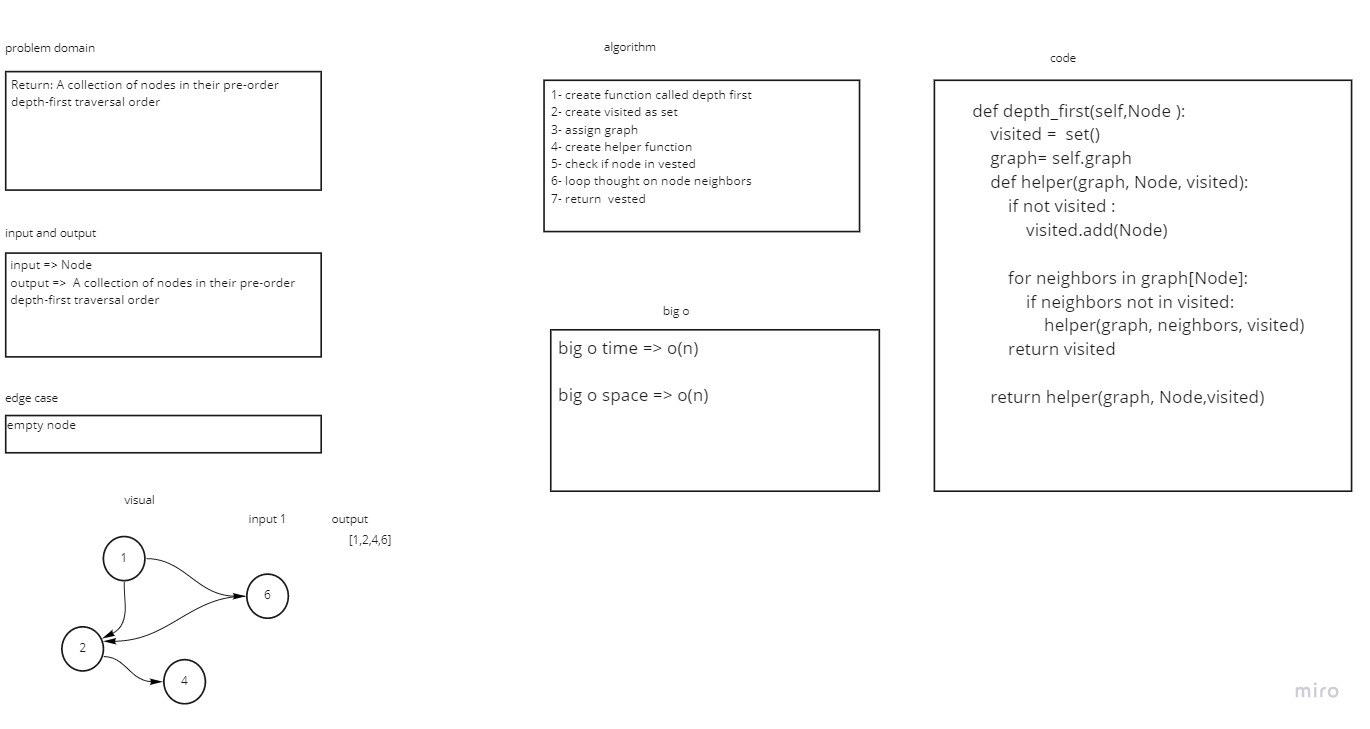 problem domain
Return: A collection of nodes in their pre-order
depth-first traversal order
input and output
input => Node
output => A collection of nodes in their pre-order
depth-first traversal order
edge case
empty node
visual
input 1
output
[1,2,4,6]
1
6
2
4
algorithm
1- create function called depth first
2- create visited as set
3- assign graph
4- create helper function
5- check if node in vested
6- loop thought on node neighbors
7- return vested
big o
big o time => o(n)
big o space => o(n)
code
def depth_first(self,Node ):
visited = set()
graph= self.graph
def helper(graph, Node, visited):
if not visited :
visited.add(Node)
for neighbors in graph[Node]:
if neighbors not in visited:
helper(graph, neighbors, visited)
return visited
return helper(graph, Node,visited)
miro